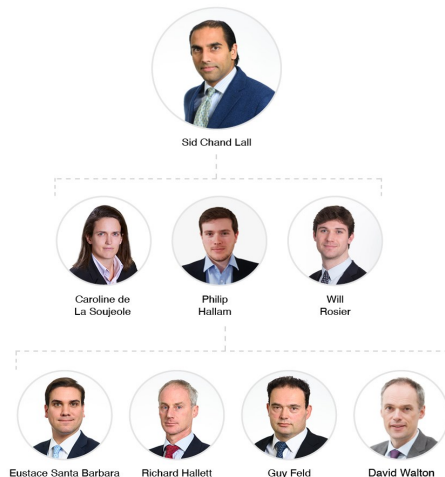 Sid Chand Lall
Caroline de
La Soujeole
Philip
Hallam
Will
Rosier
Eustace Santa Barbara
Richard Hallett
Guy Feld
David Walton